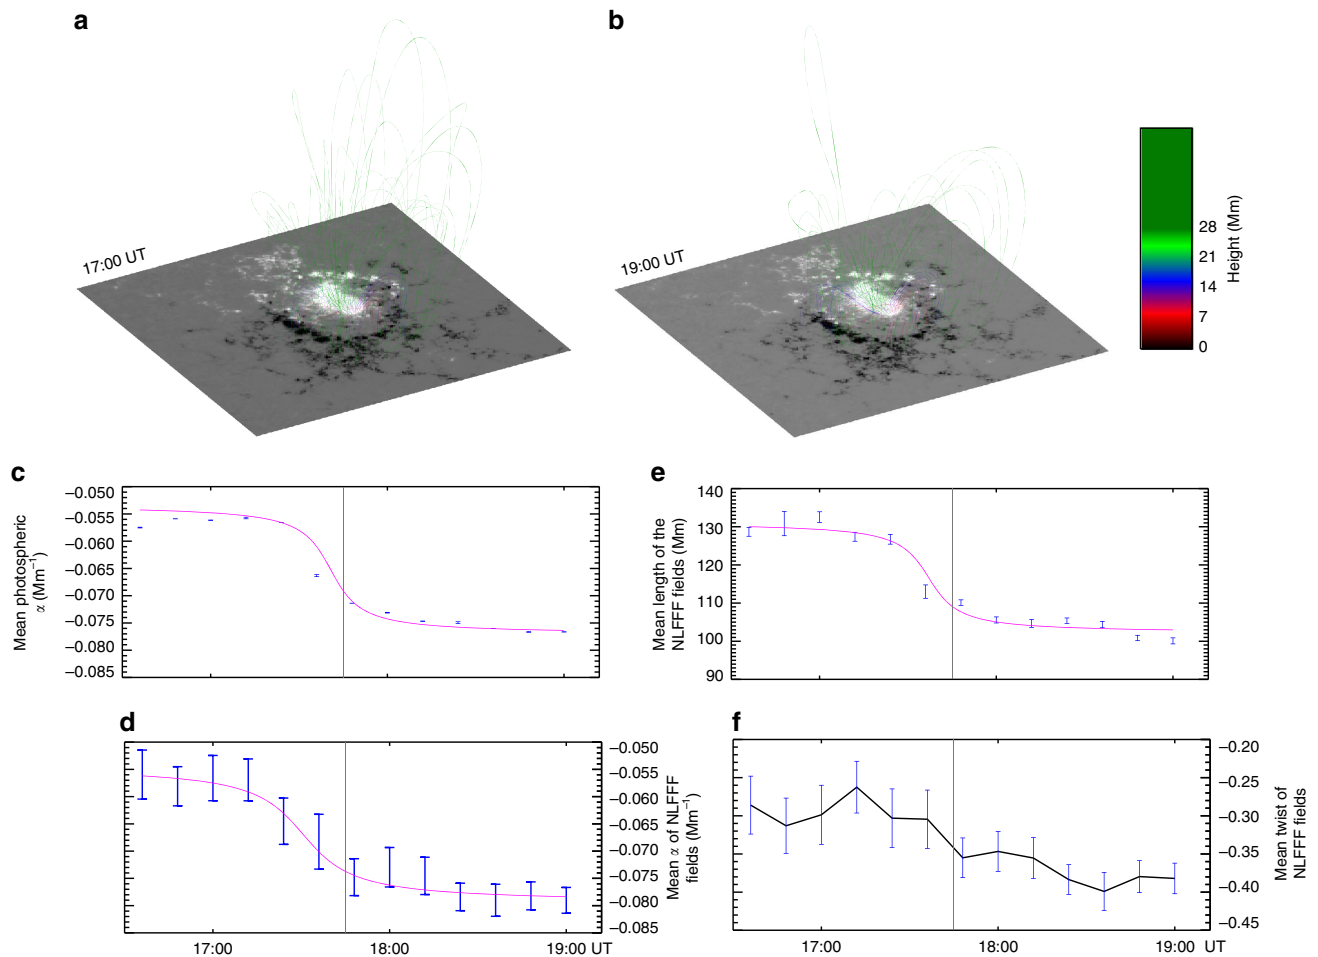 a
b
17:00 UT
19:00 UT
28
21
14
7
0
Height (Mm)
c
–0.050
–0.055
–0.060
–0.065
–0.070
–0.075
–0.080
–0.085
Mean photospheric
α (Mm⁻¹)
e
140
130
120
110
100
90
Mean length of the
NLFFF fields (Mm)
d
–0.050
–0.055
–0.060
–0.065
–0.070
–0.075
–0.080
–0.085
Mean α of NLFFF
fields (Mm⁻¹)
17:00
18:00
19:00 UT
f
–0.20
–0.25
–0.30
–0.35
–0.40
–0.45
Mean twist of
NLFFF fields
17:00
18:00
19:00 UT